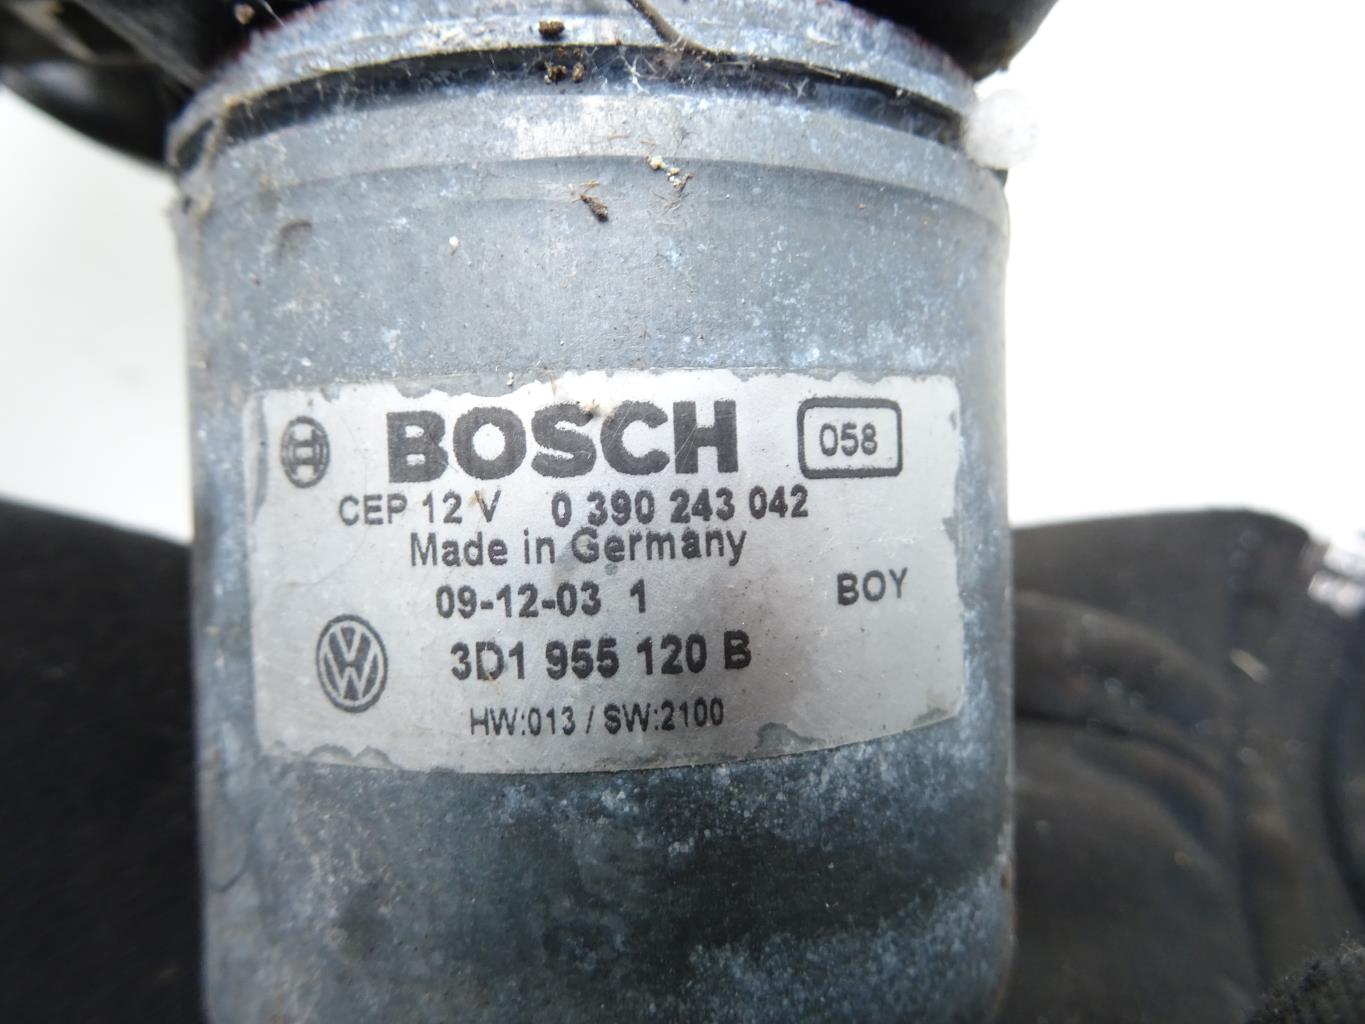 BOSCH 058
CEP 12 V 0 390 243 042
Made in Germany
09-12-03 1 BOY
3D1 955 120 B
HW:013 / SW:2100